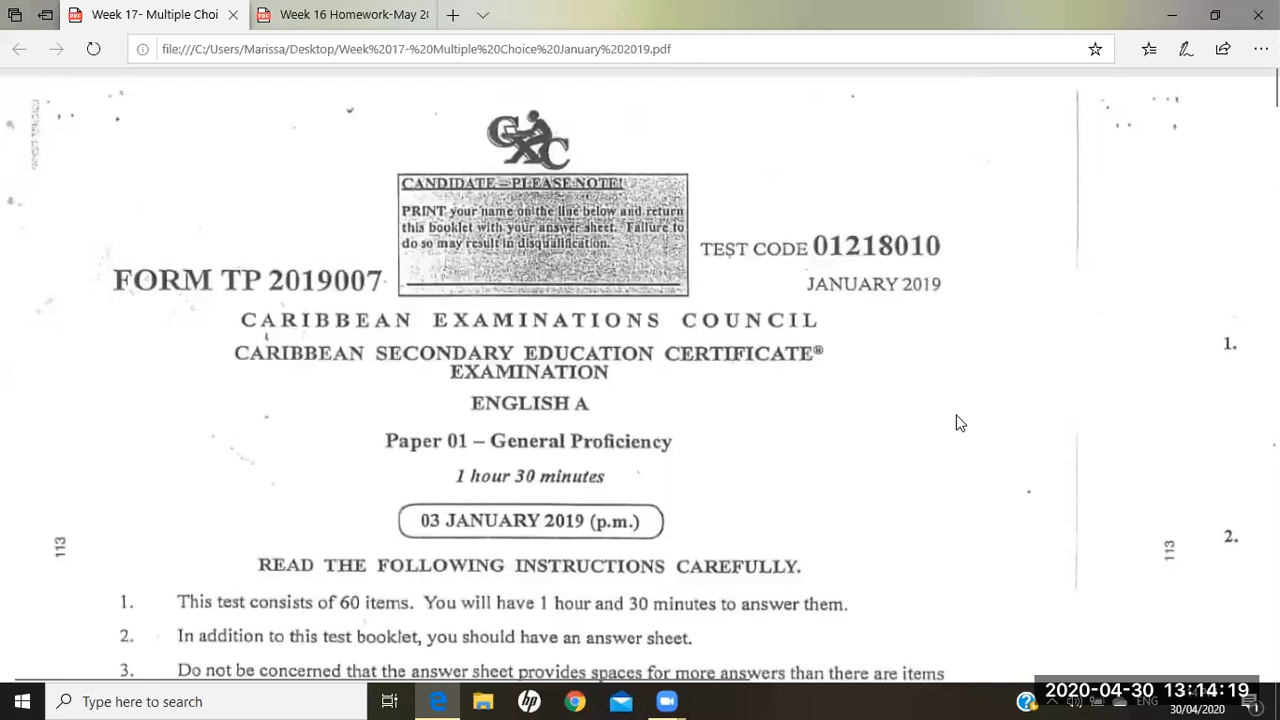 Week 17- Multiple Choi
Week 16 Homework-May 28
file:///C:/Users/Marissa/Desktop/Week%2017-%20Multiple%20Choice%20January%202019.pdf
CXC
CANDIDATE – PLEASE NOTE!
PRINT your name on the line below and return
this booklet with your answer sheet. Failure to
do so may result in disqualification.
TEST CODE 01218010
FORM TP 2019007
JANUARY 2019
CARIBBEAN EXAMINATIONS COUNCIL
CARIBBEAN SECONDARY EDUCATION CERTIFICATE®
EXAMINATION
ENGLISH A
Paper 01 – General Proficiency
1 hour 30 minutes
03 JANUARY 2019 (p.m.)
READ THE FOLLOWING INSTRUCTIONS CAREFULLY.
1. This test consists of 60 items. You will have 1 hour and 30 minutes to answer them.
2. In addition to this test booklet, you should have an answer sheet.
3. Do not be concerned that the answer sheet provides spaces for more answers than there are items
113
113
1.
2.
Type here to search
ENG
2020-04-30 13:14:19
30/04/2020